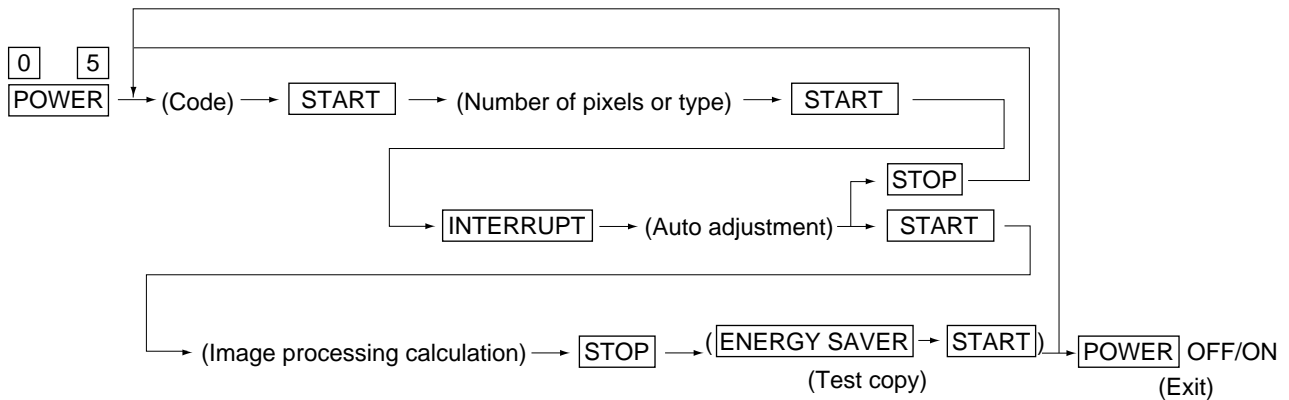 0 5
POWER (Code) START (Number of pixels or type) START
STOP
INTERRUPT (Auto adjustment) START
(Image processing calculation) STOP (ENERGY SAVER START) POWER OFF/ON
(Test copy) (Exit)